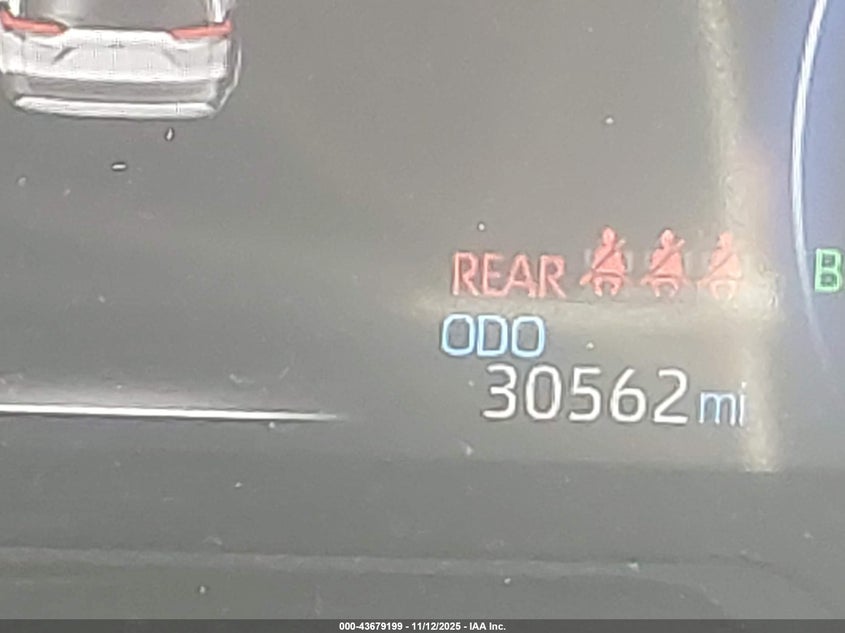 REAR
B
ODO
30562 mi
000-43679199 - 11/12/2025 - IAA Inc.